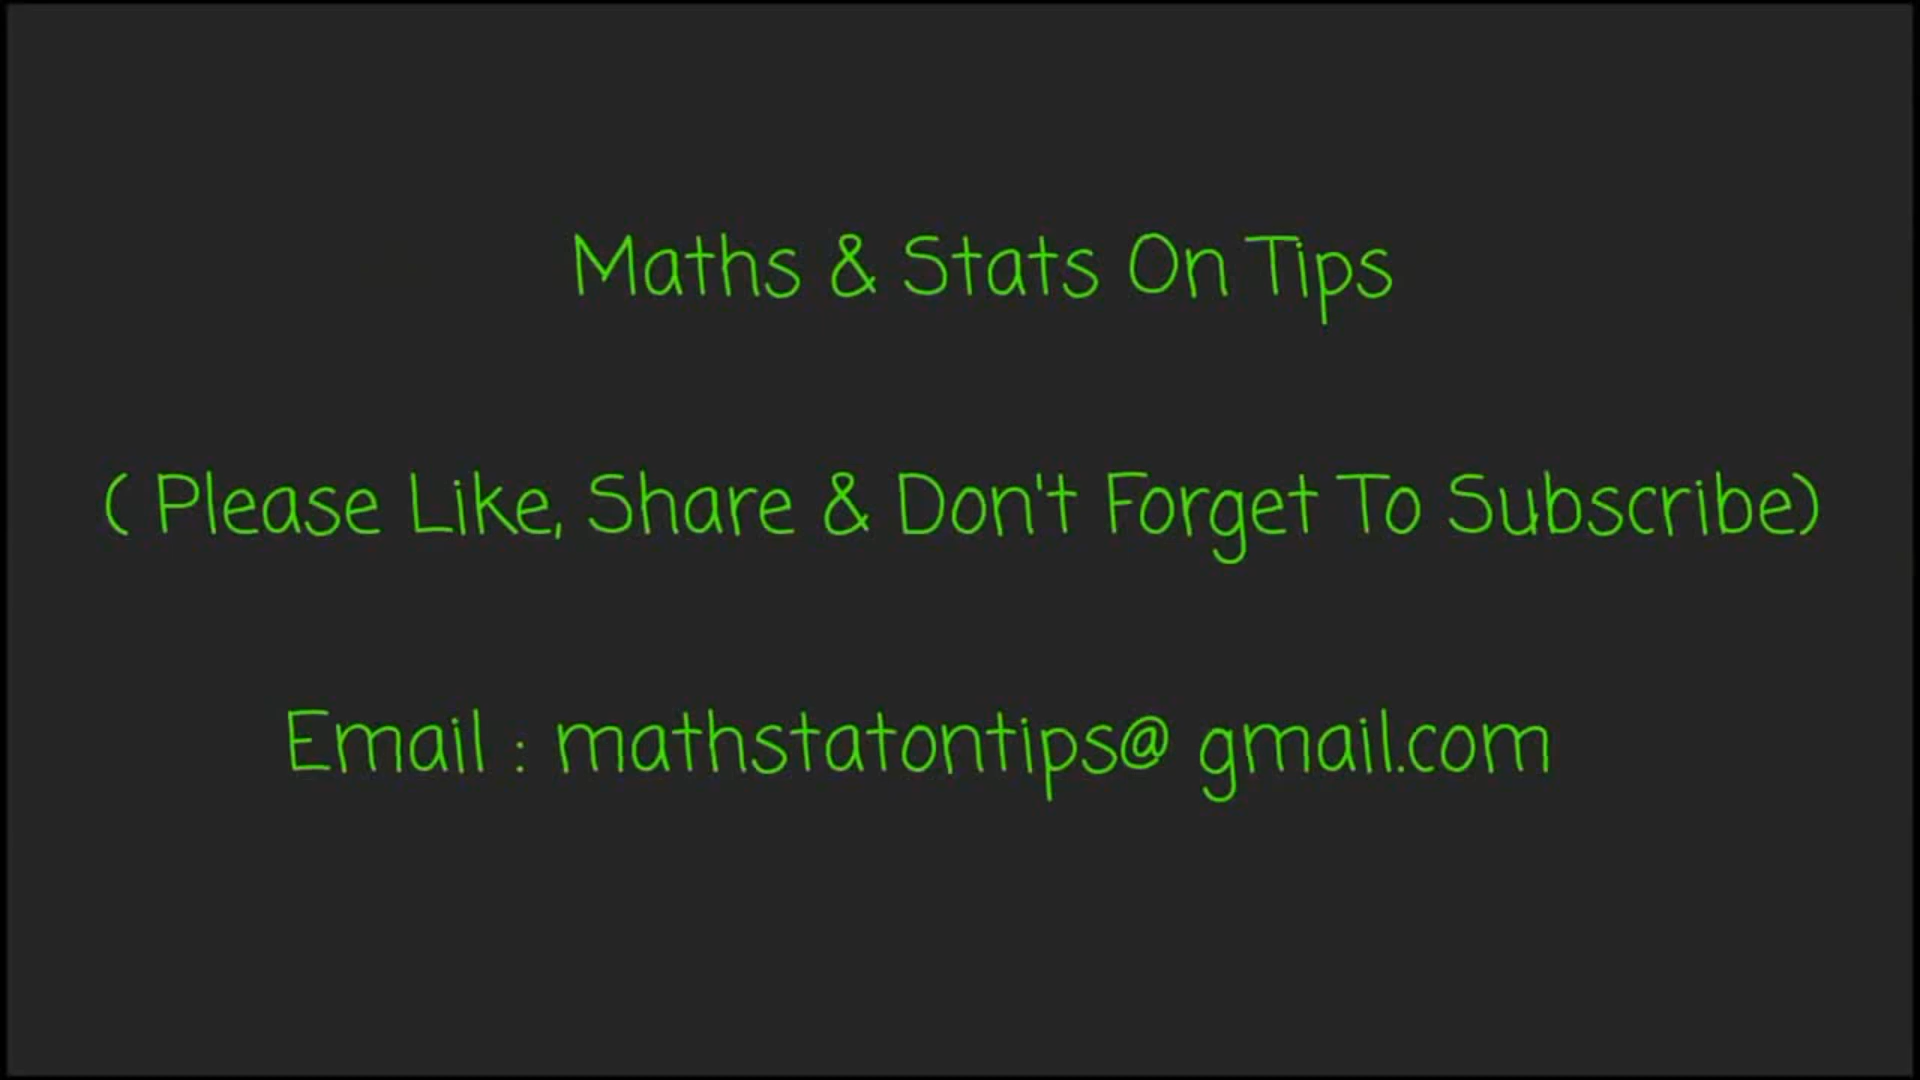 Maths & Stats On Tips
( Please Like, Share & Don't Forget To Subscribe)
Email : mathstatontips@ gmail.com